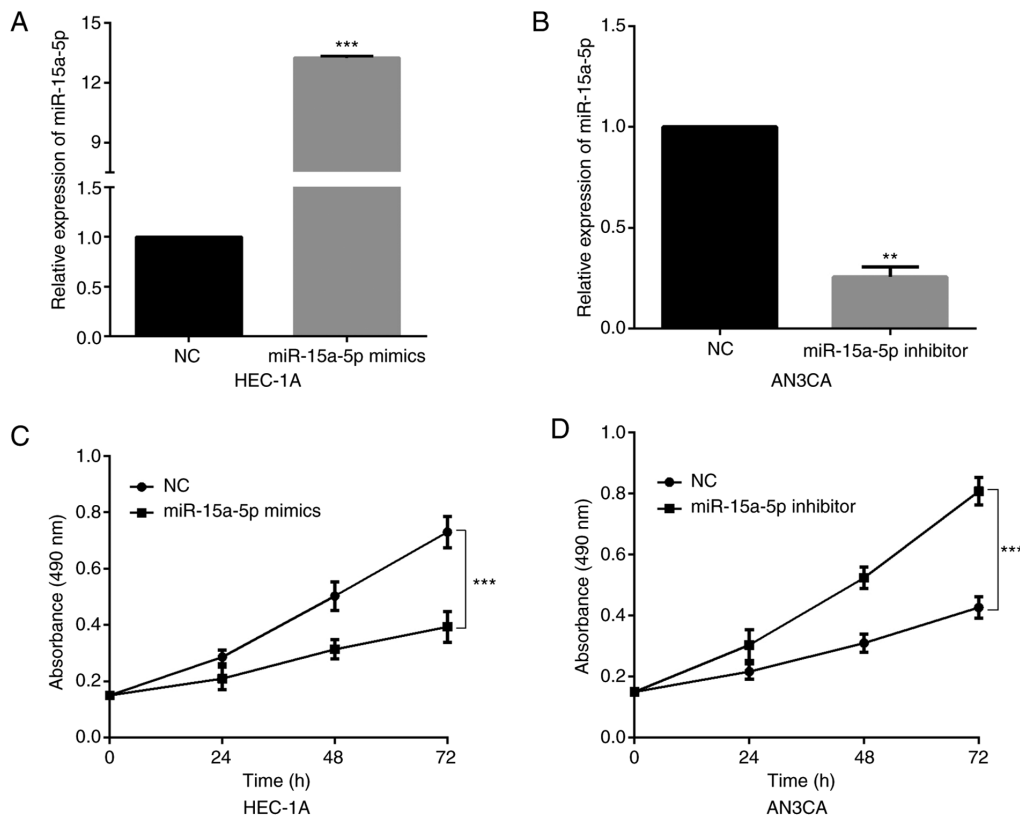 A
Relative expression of miR-15a-5p
15
13
9
1.5
1.0
0.5
0.0
***
NC
miR-15a-5p mimics
HEC-1A
B
Relative expression of miR-15a-5p
1.5
1.0
0.5
0.0
**
NC
miR-15a-5p inhibitor
AN3CA
C
Absorbance (490 nm)
1.0
0.8
0.6
0.4
0.2
0.0
NC
miR-15a-5p mimics
***
0
24
48
72
Time (h)
HEC-1A
D
Absorbance (490 nm)
1.0
0.8
0.6
0.4
0.2
0.0
NC
miR-15a-5p inhibitor
***
0
24
48
72
Time (h)
AN3CA